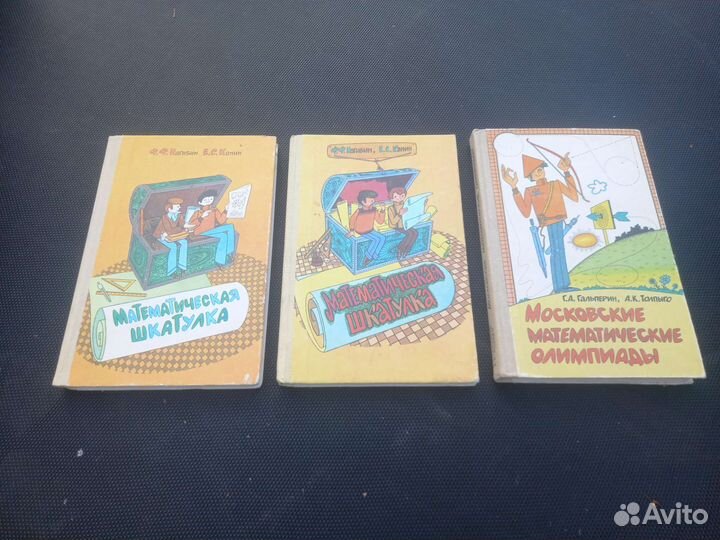 Ф.Ф. Нагибин Е.С. Канин
МАТЕМАТИЧЕСКАЯ
ШКАТУЛКА
Ф.Ф. Нагибин, Е.С. Канин
МАТЕМАТИЧЕСКАЯ
ШКАТУЛКА
Г.А. Гальперин, А.К. Толпыго
МОСКОВСКИЕ
МАТЕМАТИЧЕСКИЕ
ОЛИМПИАДЫ
Avito